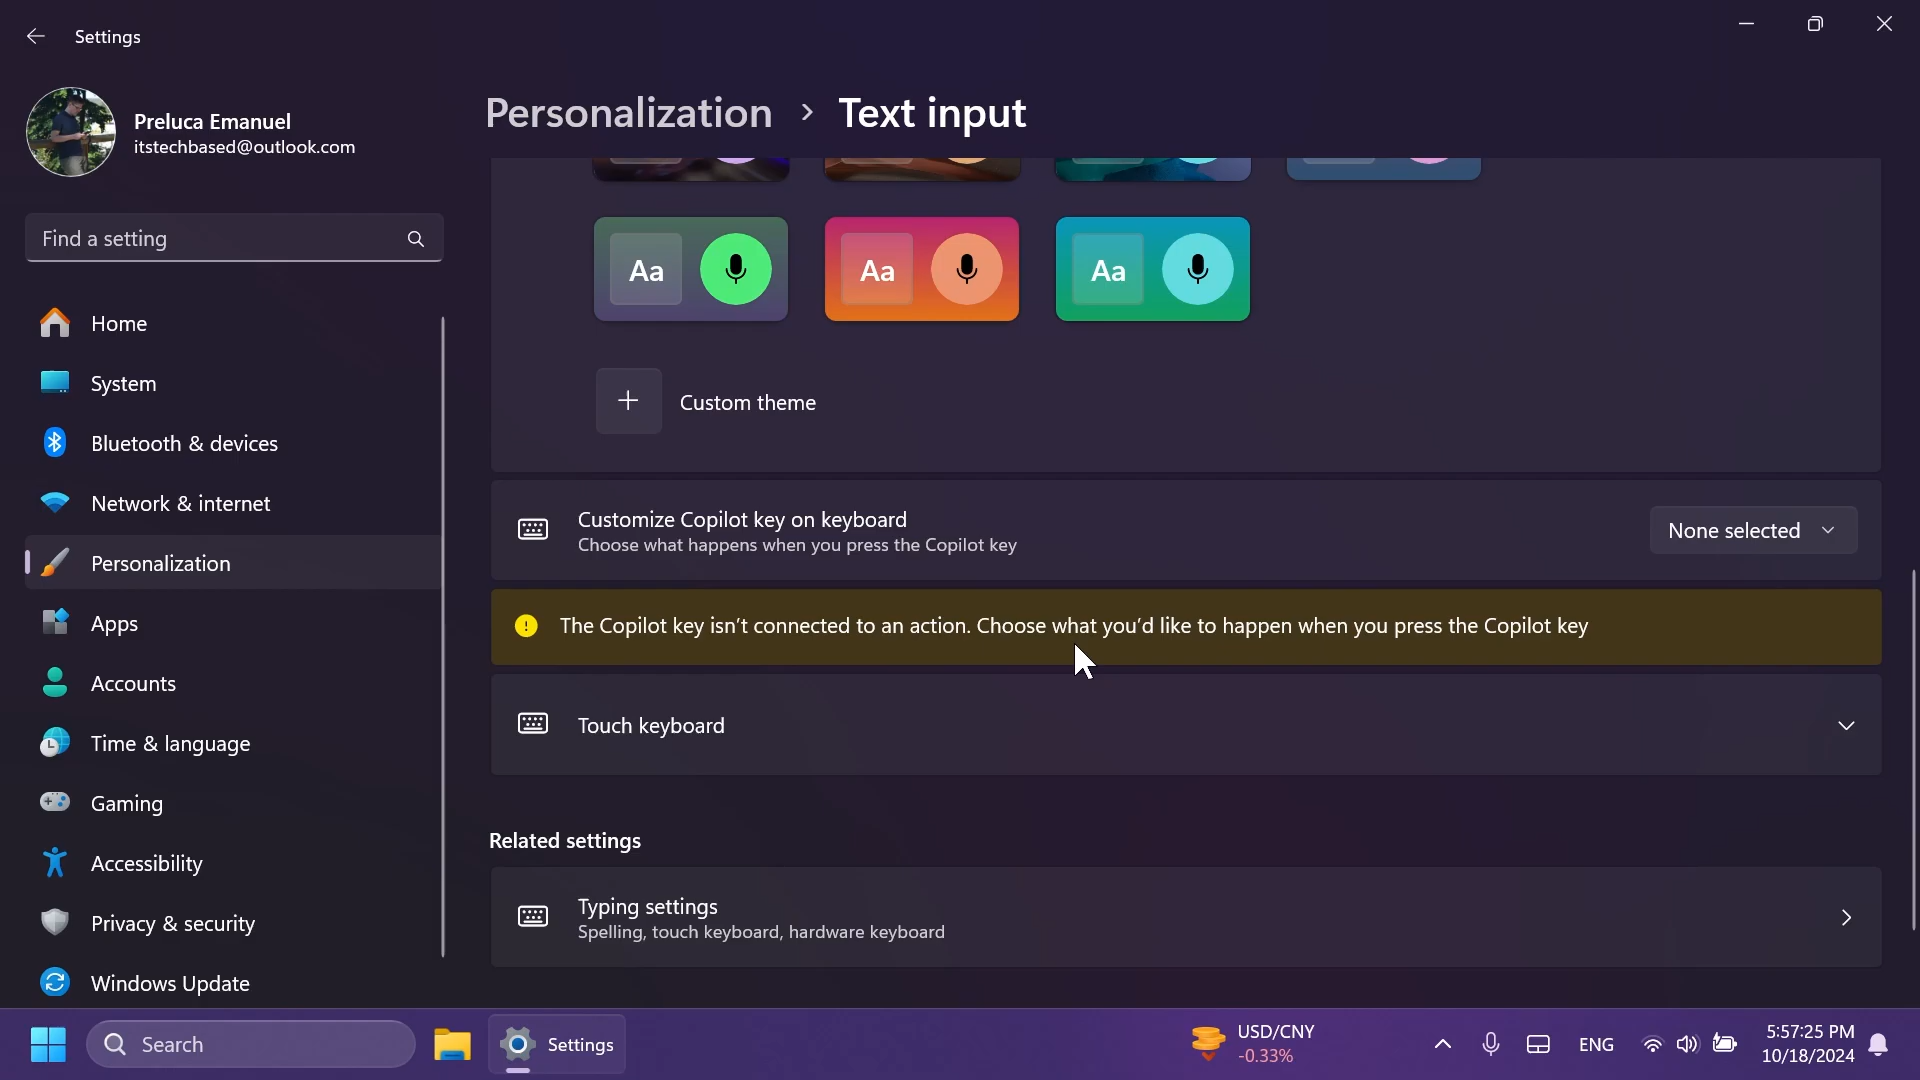 Settings
Preluca Emanuel
itstechbased@outlook.com
Find a setting
Home
System
Bluetooth & devices
Network & internet
Personalization
Apps
Accounts
Time & language
Gaming
Accessibility
Privacy & security
Windows Update
Personalization > Text input
Aa
Aa
Aa
Custom theme
Customize Copilot key on keyboard
Choose what happens when you press the Copilot key
None selected
The Copilot key isn’t connected to an action. Choose what you’d like to happen when you press the Copilot key
Touch keyboard
Related settings
Typing settings
Spelling, touch keyboard, hardware keyboard
Search
Settings
USD/CNY
-0.33%
ENG
5:57:25 PM
10/18/2024